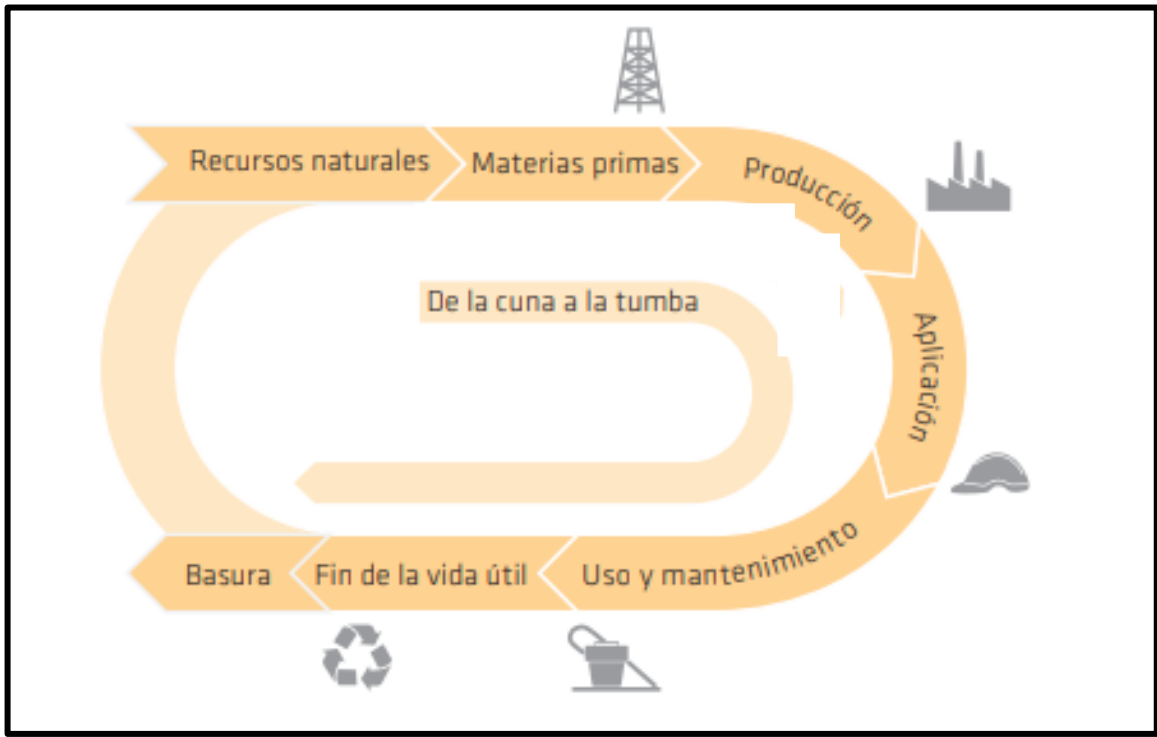 Recursos naturales
Materias primas
Producción
De la cuna a la tumba
Aplicación
Uso y mantenimiento
Fin de la vida útil
Basura